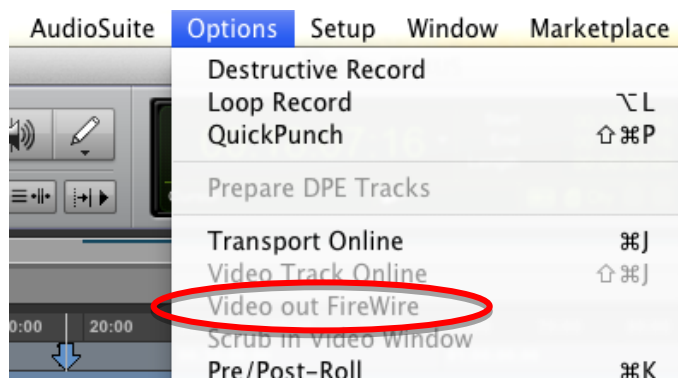 AudioSuite Options Setup Window Marketplace
Destructive Record
Loop Record ⌥L
QuickPunch ⇧⌘P
Prepare DPE Tracks
Transport Online ⌘J
Video Track Online ⇧⌘J
Video out FireWire
0:00 20:00
Scrub in Video Window
Pre/Post-Roll ⌘K